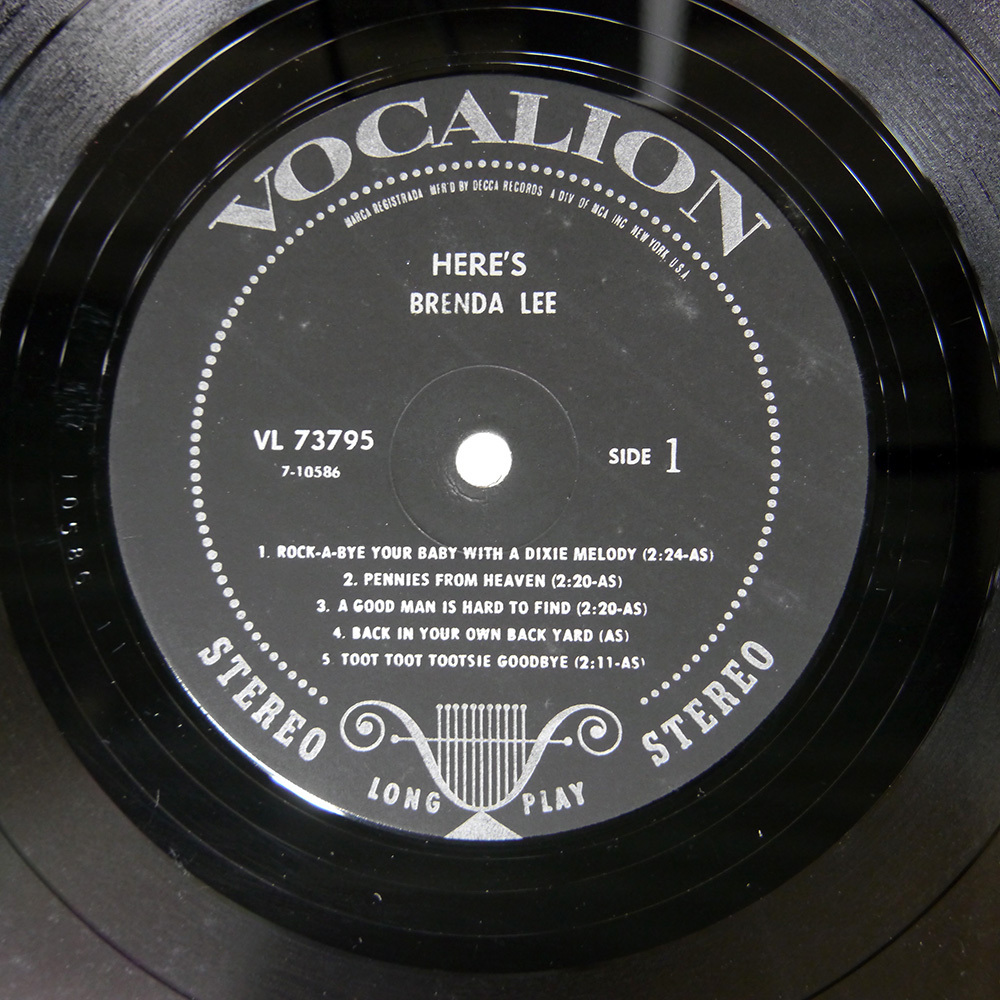 VOCALION
MARCA REGISTRADA MFR'D BY DECCA RECORDS A DIV OF MCA INC NEW YORK U.S.A
HERE'S
BRENDA LEE
VL 73795
7-10586
SIDE 1
1. ROCK-A-BYE YOUR BABY WITH A DIXIE MELODY (2:24-AS)
2. PENNIES FROM HEAVEN (2:20-AS)
3. A GOOD MAN IS HARD TO FIND (2:20-AS)
4. BACK IN YOUR OWN BACK YARD (AS)
5 TOOT TOOT TOOTSIE GOODBYE (2:11-AS)
STEREO
STEREO
LONG PLAY